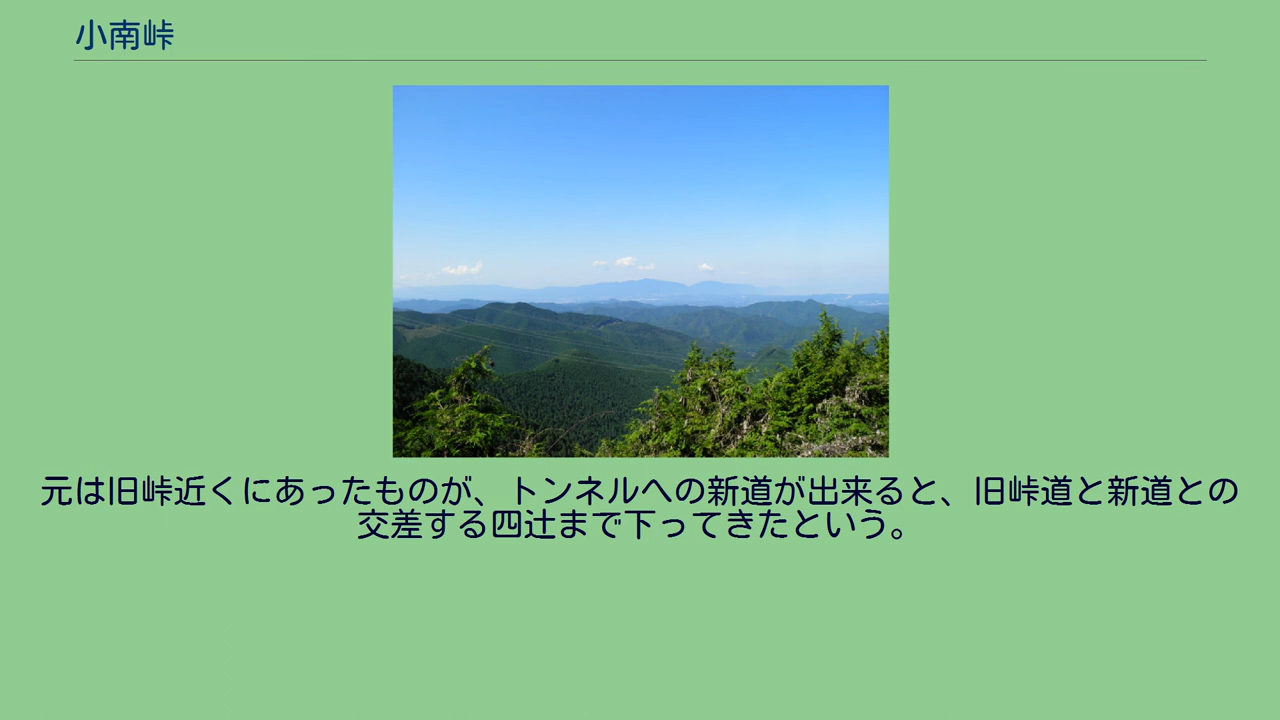 小南峠
元は旧峠近くにあったものが、トンネルへの新道が出来ると、旧峠道と新道との
交差する四辻まで下ってきたという。